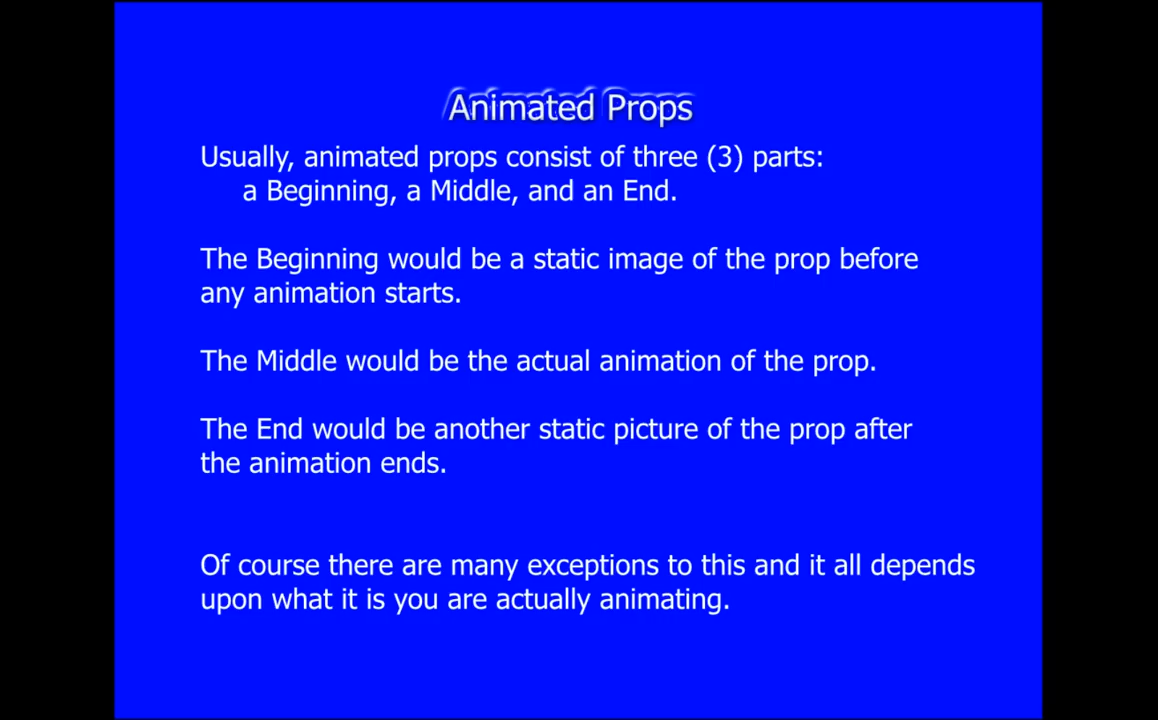 Animated Props
Usually, animated props consist of three (3) parts:
a Beginning, a Middle, and an End.
The Beginning would be a static image of the prop before
any animation starts.
The Middle would be the actual animation of the prop.
The End would be another static picture of the prop after
the animation ends.
Of course there are many exceptions to this and it all depends
upon what it is you are actually animating.